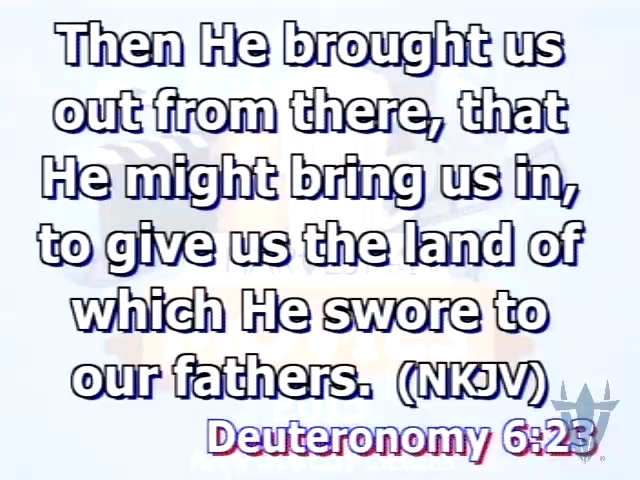 Then He brought us
out from there, that
He might bring us in,
to give us the land of
which He swore to
our fathers. (NKJV)
Deuteronomy 6:23